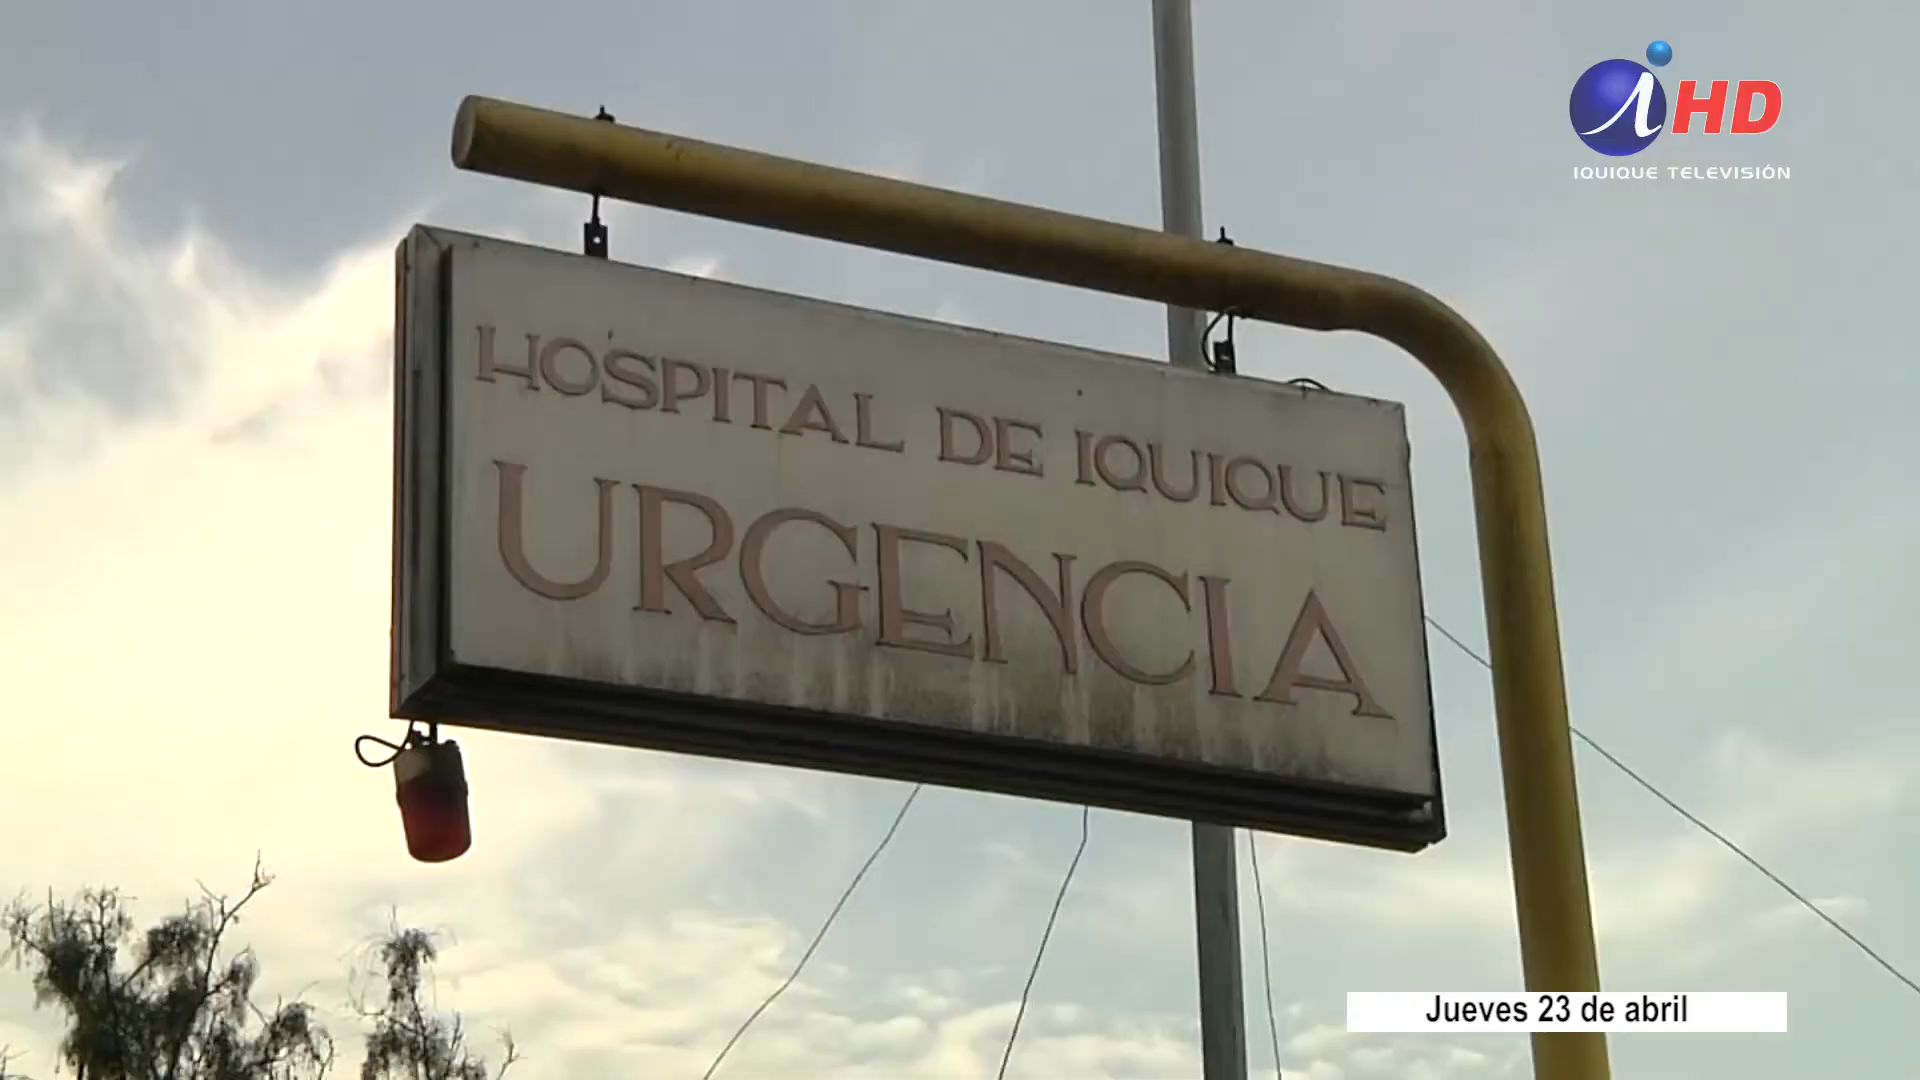 HD
IQUIQUE TELEVISIÓN
HOSPITAL DE IQUIQUE
URGENCIA
Jueves 23 de abril